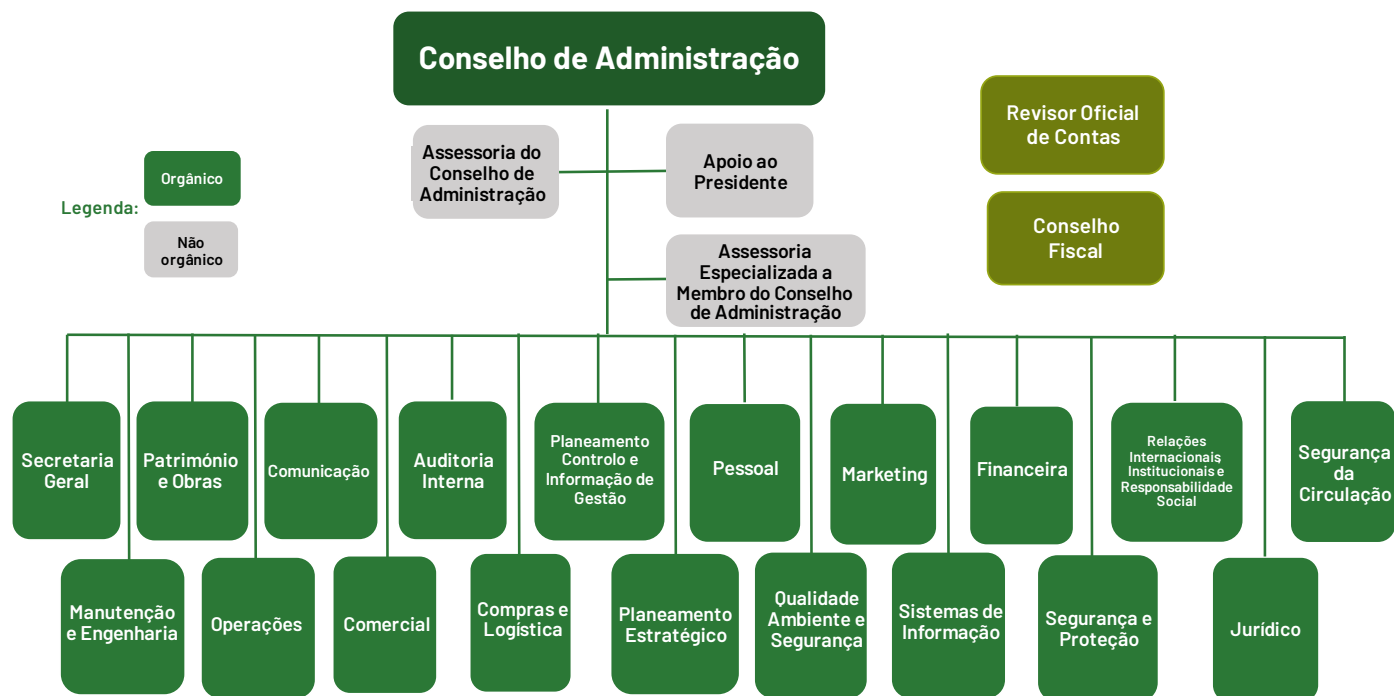 Conselho de Administração
Revisor Oficial
de Contas
Assessoria do
Conselho de
Administração
Apoio ao
Presidente
Orgânico
Legenda:
Não
orgânico
Conselho
Fiscal
Assessoria
Especializada a
Membro do Conselho
de Administração
Secretaria
Geral
Património
e Obras
Comunicação
Auditoria
Interna
Planeamento
Controlo e
Informação de
Gestão
Pessoal
Marketing
Financeira
Relações
Internacionais
Institucionais e
Responsabilidade
Social
Segurança
da
Circulação
Manutenção
e Engenharia
Operações
Comercial
Compras e
Logística
Planeamento
Estratégico
Qualidade
Ambiente e
Segurança
Sistemas de
Informação
Segurança e
Proteção
Jurídico